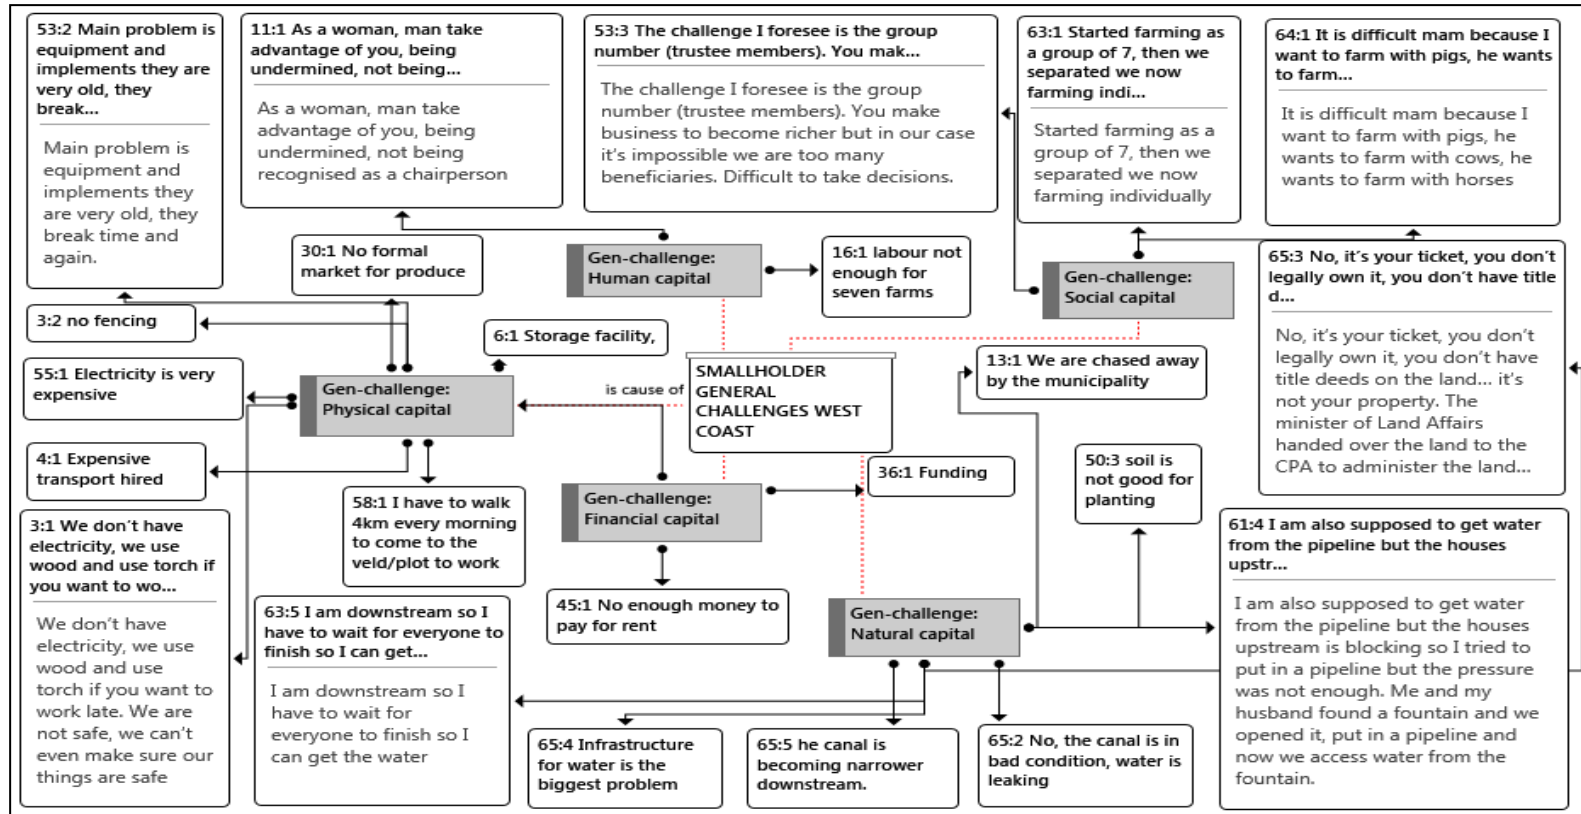 53:2 Main problem is
equipment and
implements they are
very old, they
break...
Main problem is
equipment and
implements they
are very old, they
break time and
again.
11:1 As a woman, man take
advantage of you, being
undermined, not being...
As a woman, man take
advantage of you, being
undermined, not being
recognised as a chairperson
53:3 The challenge I foresee is the group
number (trustee members). You mak...
The challenge I foresee is the group
number (trustee members). You make
business to become richer but in our case
it's impossible we are too many
beneficiaries. Difficult to take decisions.
63:1 Started farming as
a group of 7, then we
separated we now
farming indi...
Started farming as a
group of 7, then we
separated we now
farming individually
64:1 It is difficult mam because I
want to farm with pigs, he wants
to farm...
It is difficult mam because I
want to farm with pigs, he
wants to farm with cows, he
wants to farm with horses
30:1 No formal
market for produce
Gen-challenge:
Human capital
16:1 labour not
enough for
seven farms
Gen-challenge:
Social capital
65:3 No, it's your ticket, you don't
legally own it, you don't have title
d...
No, it's your ticket, you don't
legally own it, you don't have
title deeds on the land... it's
not your property. The
minister of Land Affairs
handed over the land to the
CPA to administer the land...
3:2 no fencing
6:1 Storage facility,
55:1 Electricity is very
expensive
Gen-challenge:
Physical capital
is cause of
SMALLHOLDER
GENERAL
CHALLENGES WEST
COAST
13:1 We are chased away
by the municipality
4:1 Expensive
transport hired
58:1 I have to walk
4km every morning
to come to the
veld/plot to work
Gen-challenge:
Financial capital
36:1 Funding
50:3 soil is
not good for
planting
3:1 We don't have
electricity, we use
wood and use torch if
you want to wo...
We don't have
electricity, we use
wood and use
torch if you want to
work late. We are
not safe, we can't
even make sure our
things are safe
63:5 I am downstream so I
have to wait for everyone to
finish so I can get...
I am downstream so I
have to wait for
everyone to finish so I
can get the water
45:1 No enough money to
pay for rent
Gen-challenge:
Natural capital
61:4 I am also supposed to get water
from the pipeline but the houses
upstr...
I am also supposed to get water
from the pipeline but the houses
upstream is blocking so I tried to
put in a pipeline but the pressure
was not enough. Me and my
husband found a fountain and we
opened it, put in a pipeline and
now we access water from the
fountain.
65:4 Infrastructure
for water is the
biggest problem
65:5 he canal is
becoming narrower
downstream.
65:2 No, the canal is in
bad condition, water is
leaking